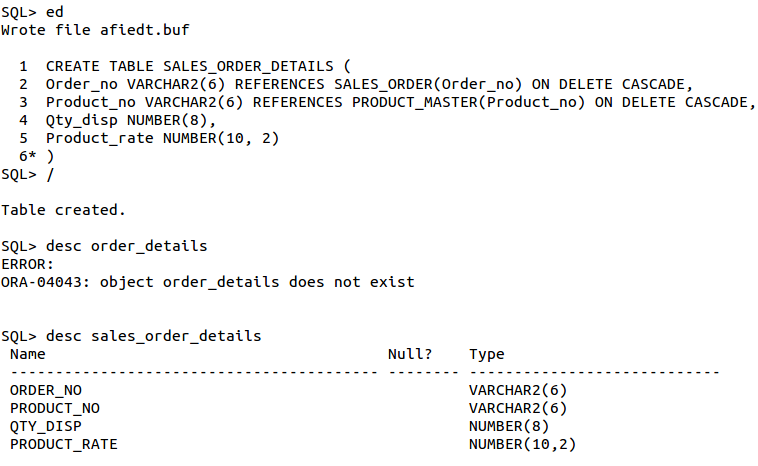 SQL> ed
Wrote file afiedt.buf
1 CREATE TABLE SALES_ORDER_DETAILS (
2 Order_no VARCHAR2(6) REFERENCES SALES_ORDER(Order_no) ON DELETE CASCADE,
3 Product_no VARCHAR2(6) REFERENCES PRODUCT_MASTER(Product_no) ON DELETE CASCADE,
4 Qty_disp NUMBER(8),
5 Product_rate NUMBER(10, 2)
6* )
SQL> /
Table created.
SQL> desc order_details
ERROR:
ORA-04043: object order_details does not exist
SQL> desc sales_order_details
Name Null? Type
----------------------------------------- -------- ----------------------------
ORDER_NO VARCHAR2(6)
PRODUCT_NO VARCHAR2(6)
QTY_DISP NUMBER(8)
PRODUCT_RATE NUMBER(10,2)